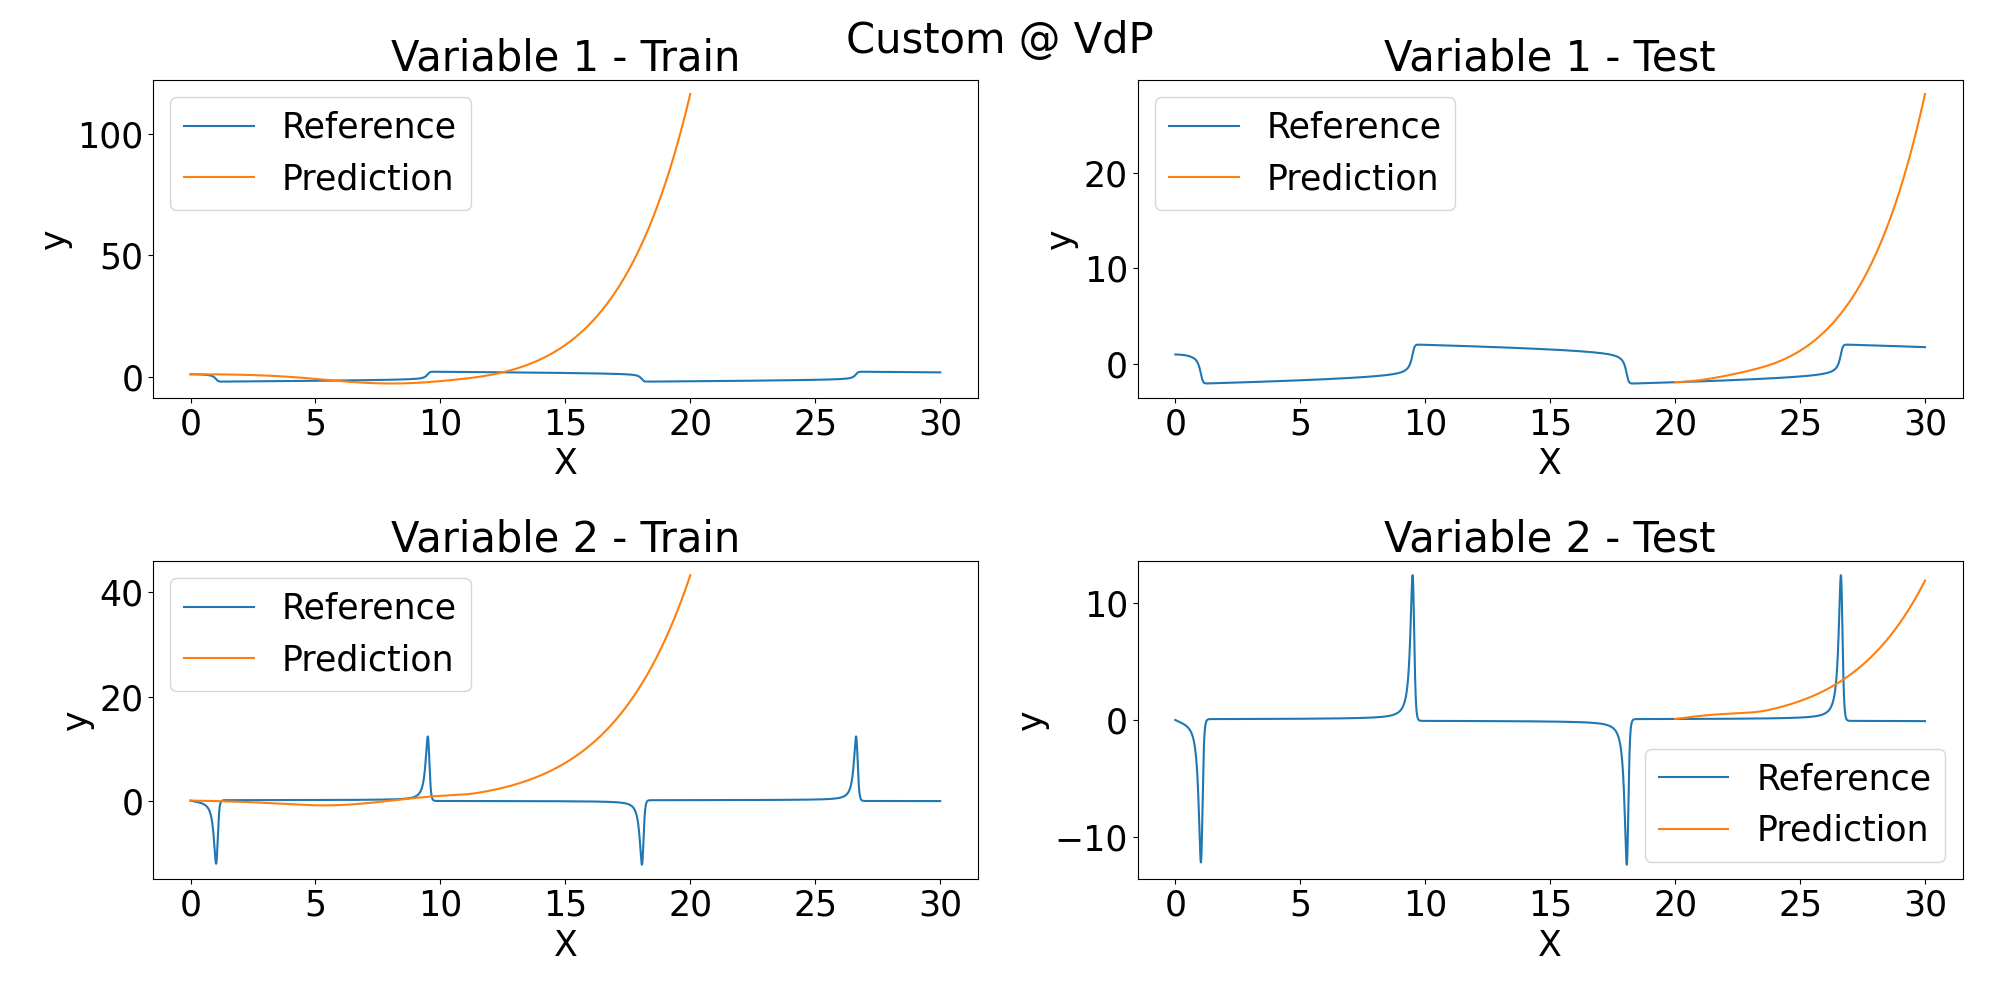 Custom @ VdP
Variable 1 - Train
100
50
0
y
Reference
Prediction
0 5 10 15 20 25 30
X
Variable 1 - Test
20
10
0
y
Reference
Prediction
0 5 10 15 20 25 30
X
Variable 2 - Train
40
20
0
y
Reference
Prediction
0 5 10 15 20 25 30
X
Variable 2 - Test
10
0
−10
y
Reference
Prediction
0 5 10 15 20 25 30
X